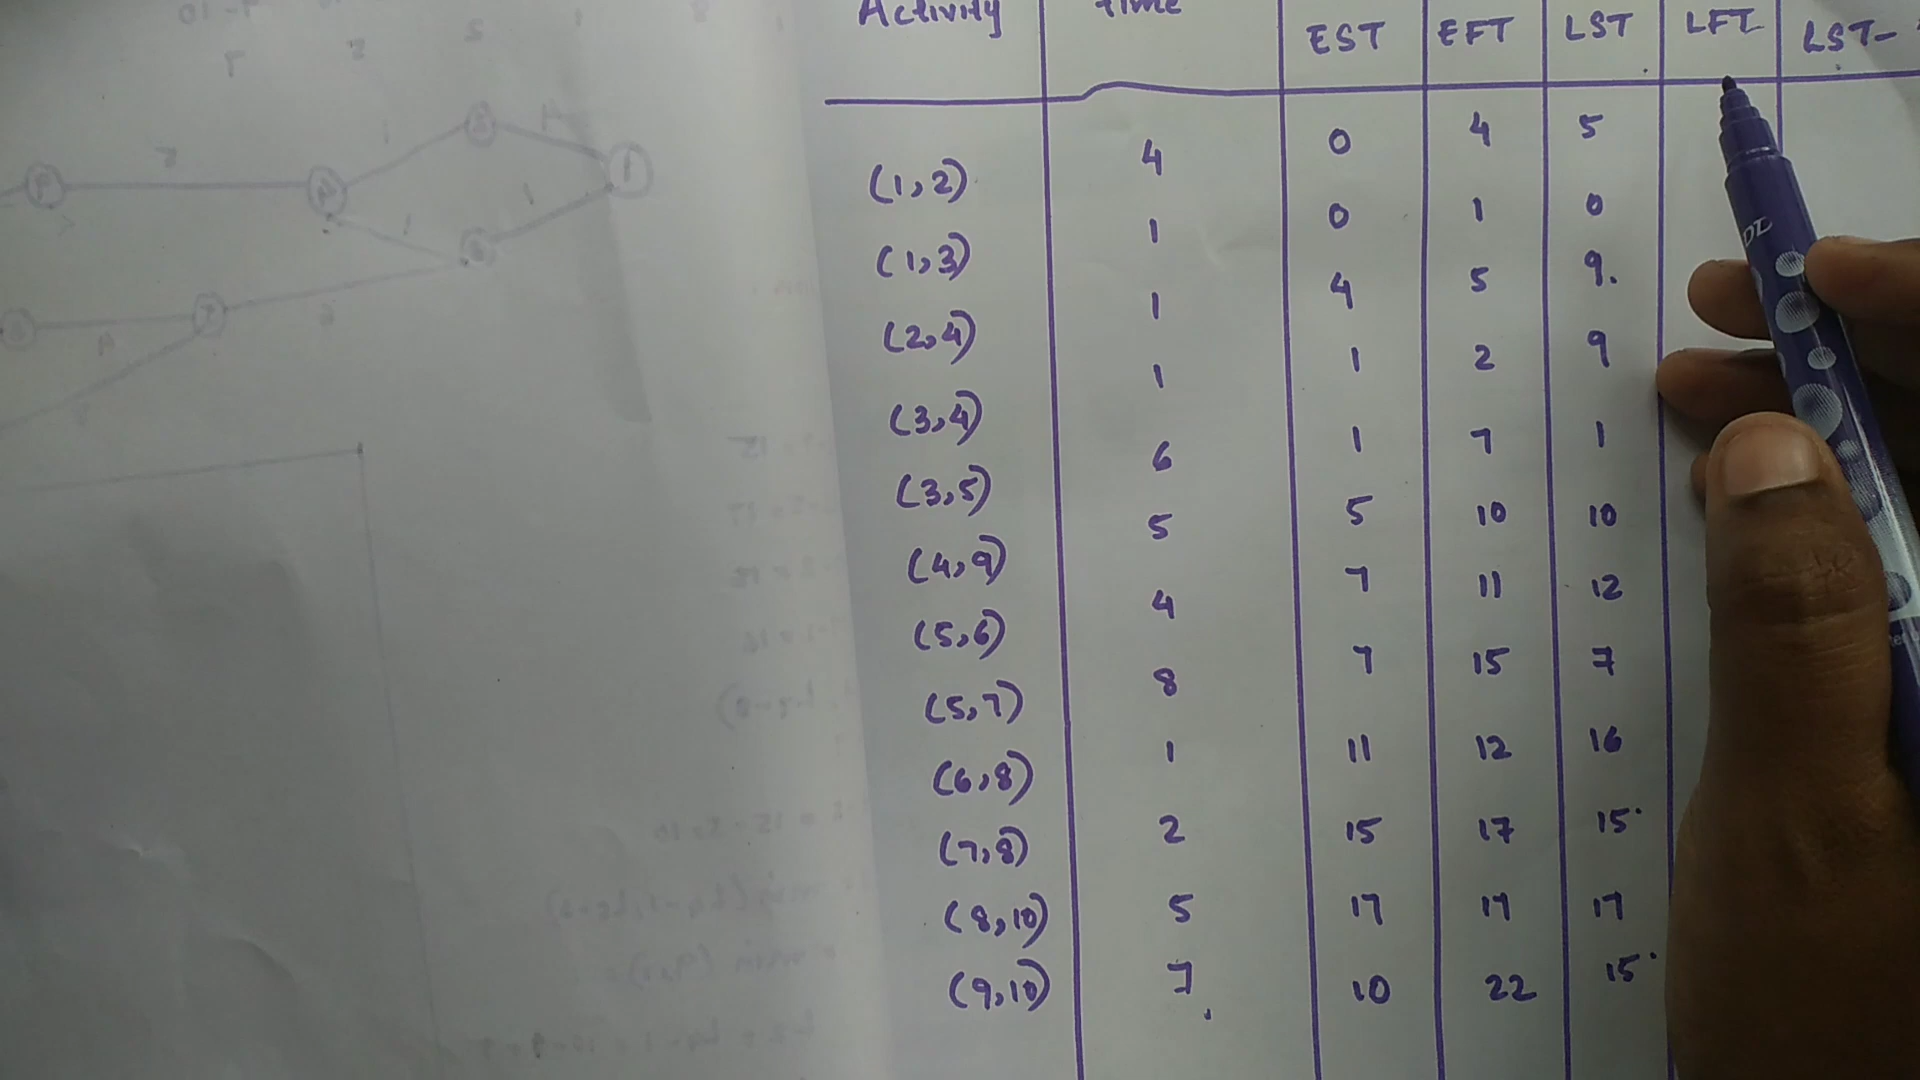 Activity Time EST EFT LST LFT LST-
(1,2) 4 0 4 5
(1,3) 1 0 1 0
(2,4) 1 4 5 9.
(3,4) 1 1 2 9
(3,5) 6 1 7 1
(4,9) 5 5 10 10
(5,6) 4 7 11 12
(5,7) 8 7 15 7
(6,8) 1 11 12 16
(7,8) 2 15 17 15
(8,10) 5 17 17 17
(9,10) 7 10 22 15